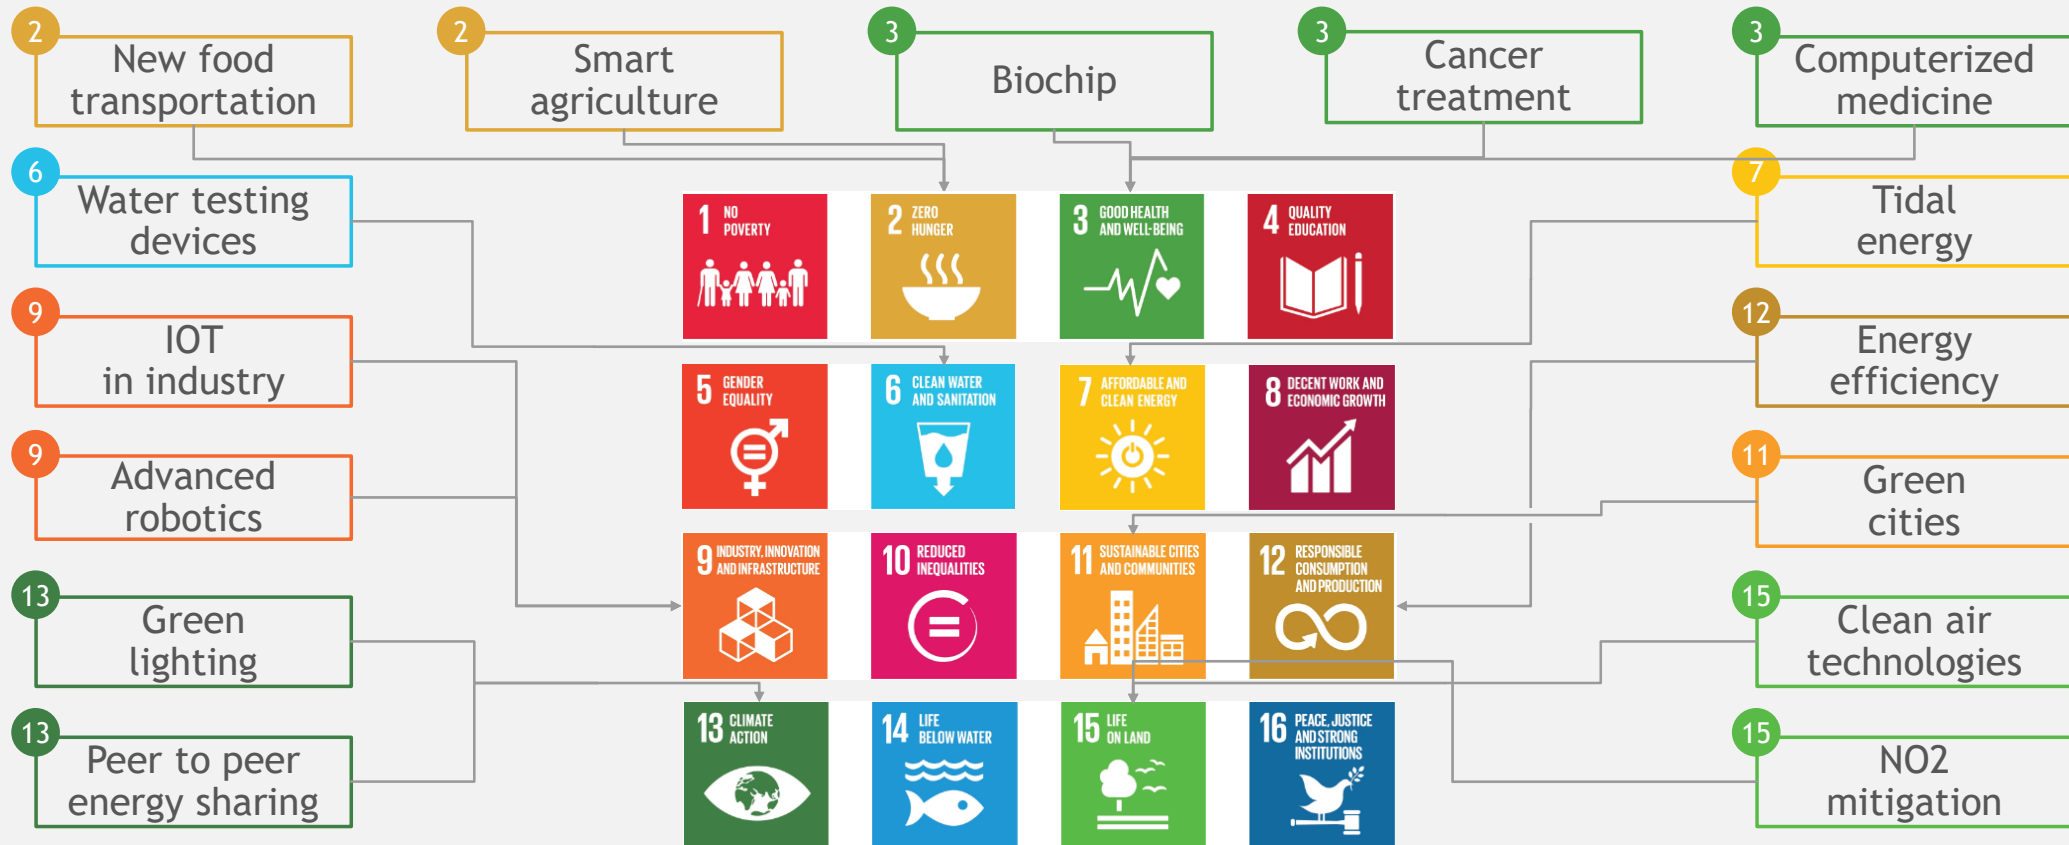 2
New food
transportation
2
Smart
agriculture
3
Biochip
3
Cancer
treatment
3
Computerized
medicine
6
Water testing
devices
9
IOT
in industry
9
Advanced
robotics
13
Green
lighting
13
Peer to peer
energy sharing
1 NO
POVERTY
2 ZERO
HUNGER
3 GOOD HEALTH
AND WELL-BEING
4 QUALITY
EDUCATION
5 GENDER
EQUALITY
6 CLEAN WATER
AND SANITATION
7 AFFORDABLE AND
CLEAN ENERGY
8 DECENT WORK AND
ECONOMIC GROWTH
9 INDUSTRY, INNOVATION
AND INFRASTRUCTURE
10 REDUCED
INEQUALITIES
11 SUSTAINABLE CITIES
AND COMMUNITIES
12 RESPONSIBLE
CONSUMPTION
AND PRODUCTION
13 CLIMATE
ACTION
14 LIFE
BELOW WATER
15 LIFE
ON LAND
16 PEACE, JUSTICE
AND STRONG
INSTITUTIONS
7
Tidal
energy
12
Energy
efficiency
11
Green
cities
15
Clean air
technologies
15
NO2
mitigation